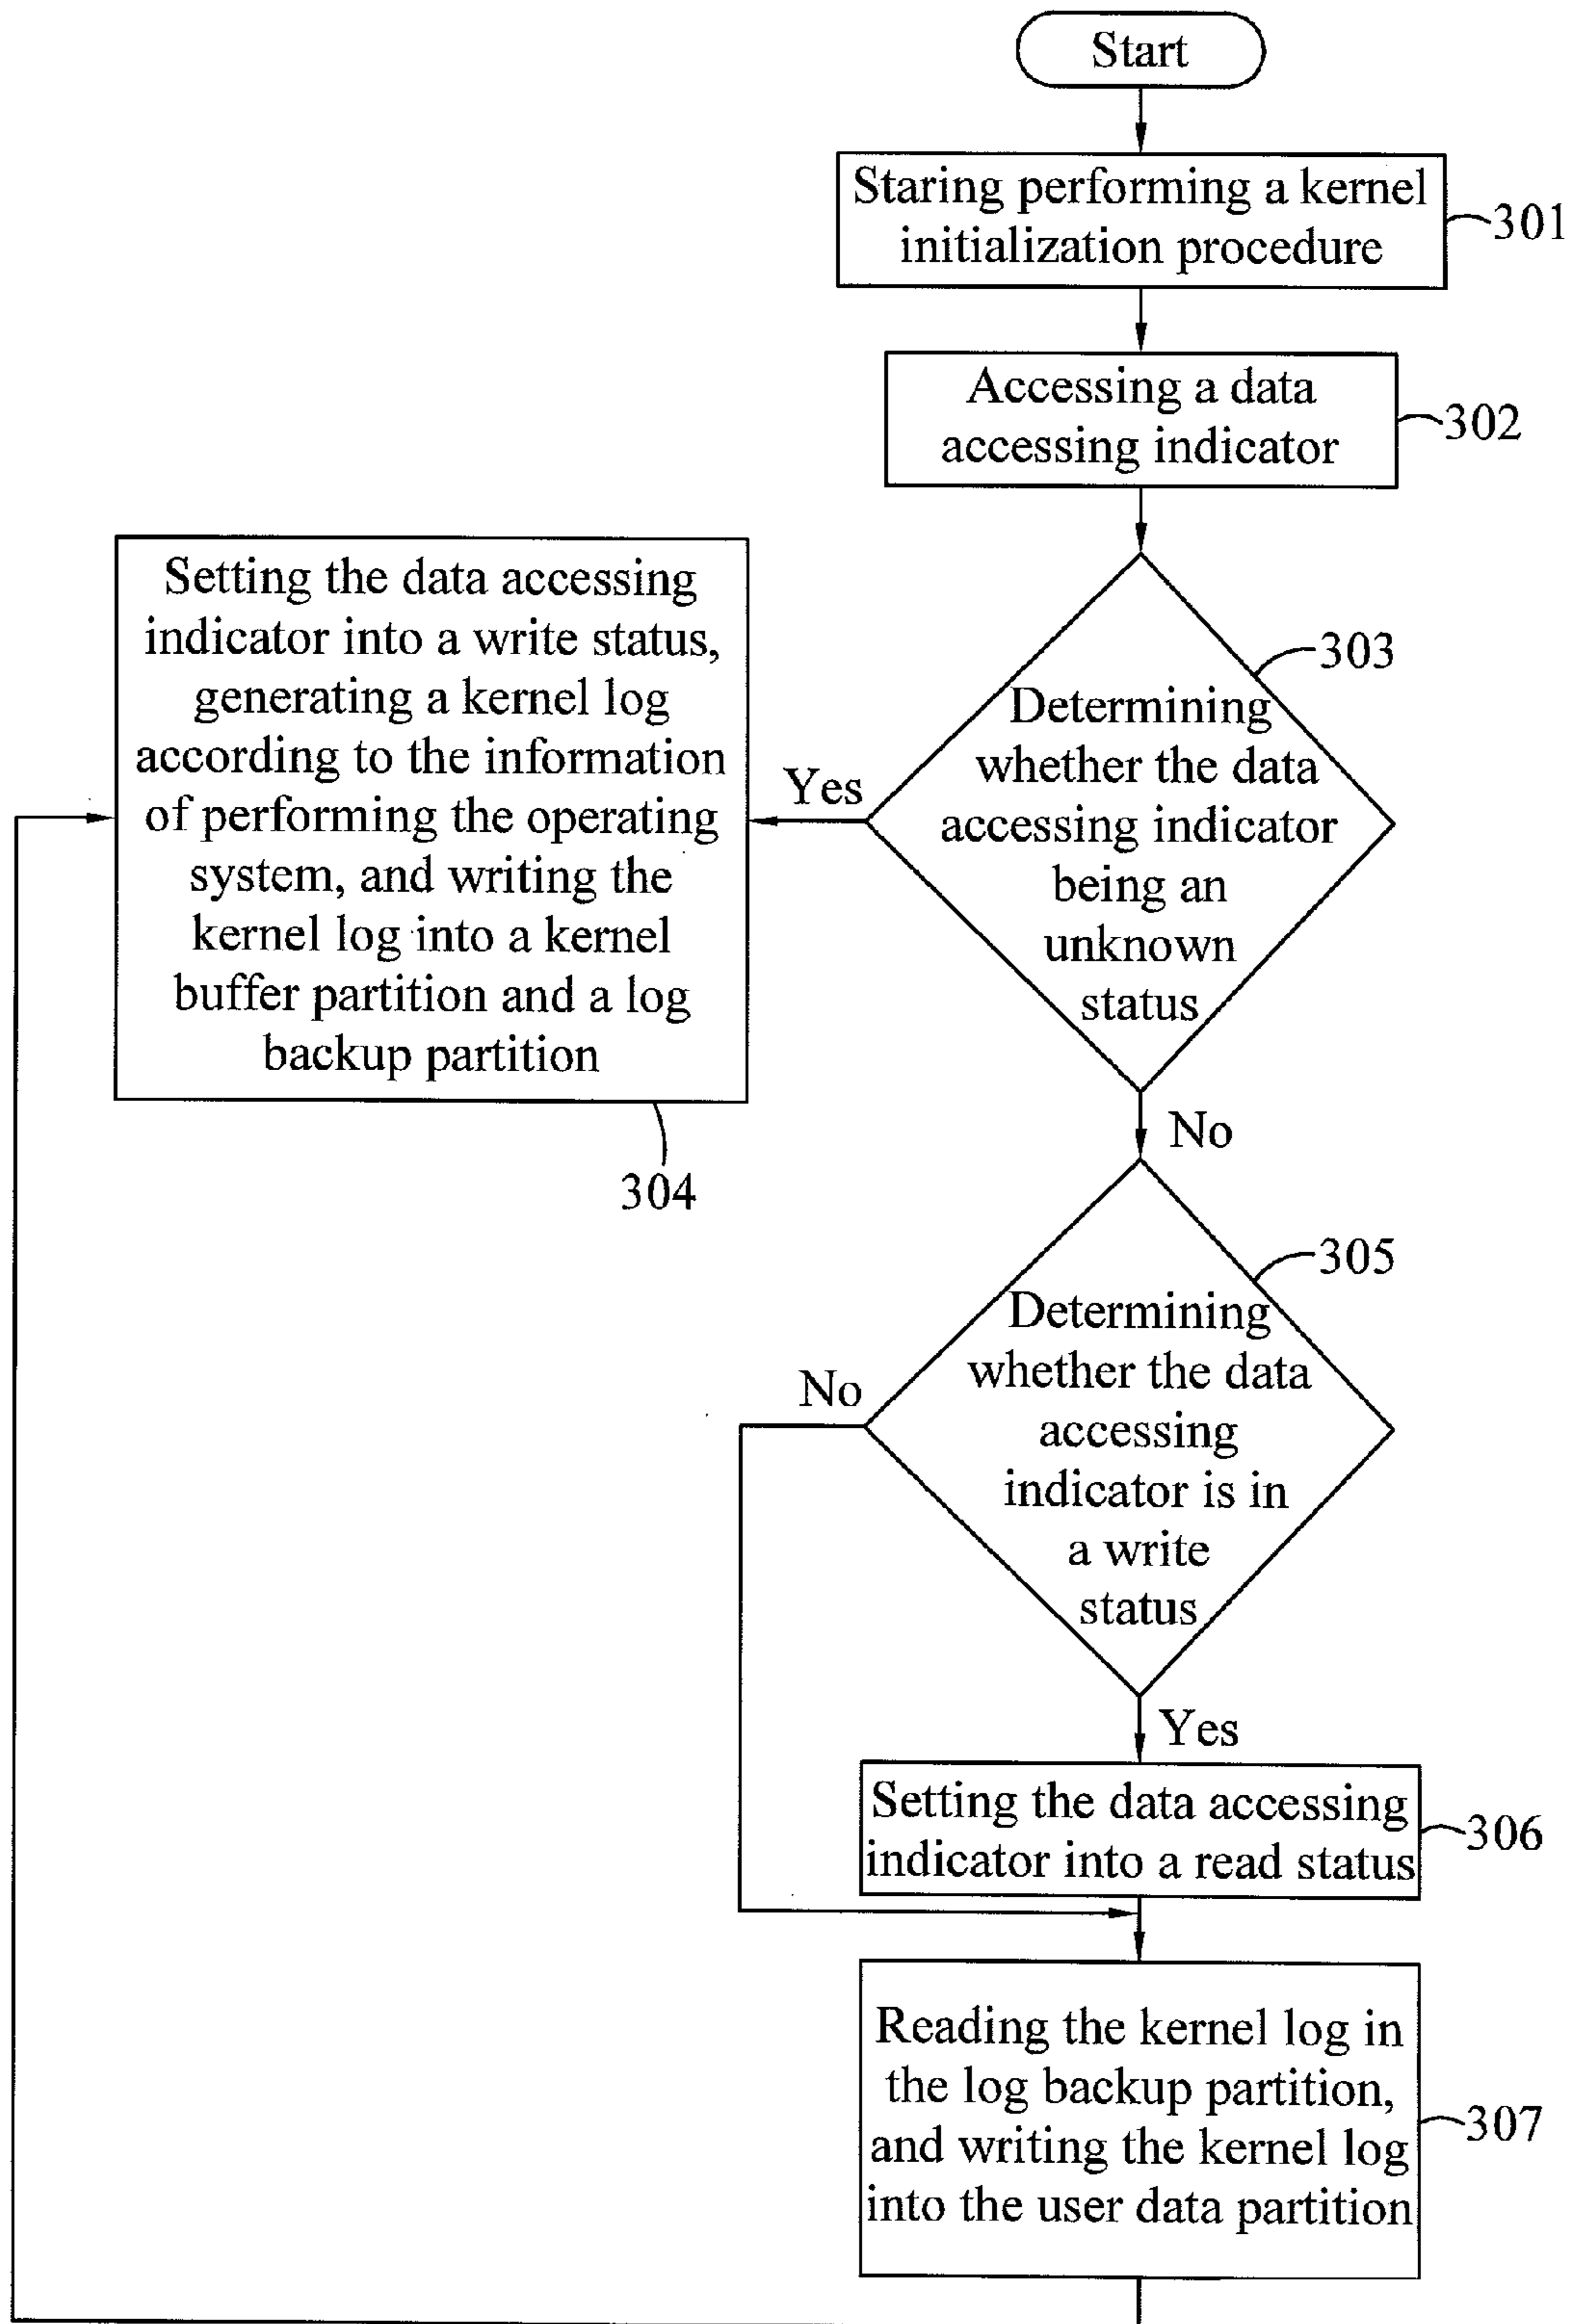 Start
Staring performing a kernel
initialization procedure
301
Accessing a data
accessing indicator
302
Setting the data accessing
indicator into a write status,
generating a kernel log
according to the information
of performing the operating
system, and writing the
kernel log into a kernel
buffer partition and a log
backup partition
304
Yes
303
Determining
whether the data
accessing indicator
being an
unknown
status
No
305
Determining
whether the data
accessing
indicator is in
a write
status
No
Yes
Setting the data accessing
indicator into a read status
306
Reading the kernel log in
the log backup partition,
and writing the kernel log
into the user data partition
307